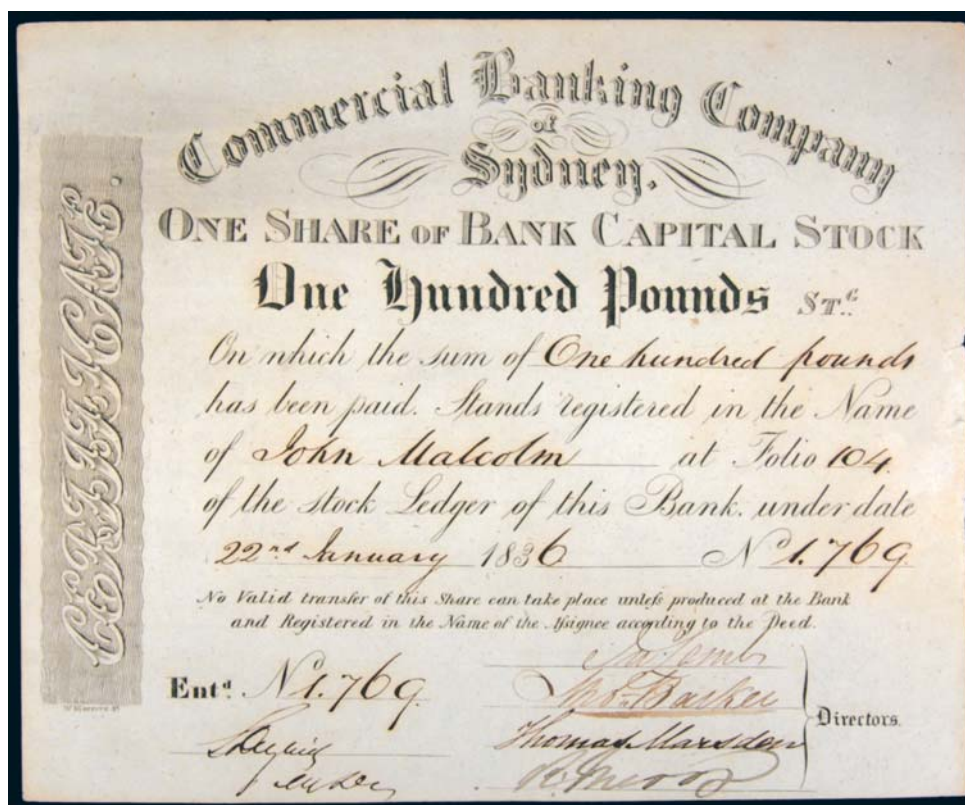 Commercial Banking Company
of
Sydney.
ONE SHARE OF BANK CAPITAL STOCK
One Hundred Pounds ST.G
On which the sum of One hundred pounds
has been paid. Stands registered in the Name
of John Malcolm at Folio 104.
of the stock Ledger of this Bank. under date
22nd January 1836 No 1.769.
No Valid transfer of this Share can take place unleſs produced at the Bank
and Registered in the Name of the Aſsignee according to the Deed.
Entd. No 1.769.
Thos Barker
Thomas Marsden
Directors.
CERTIFICATE.